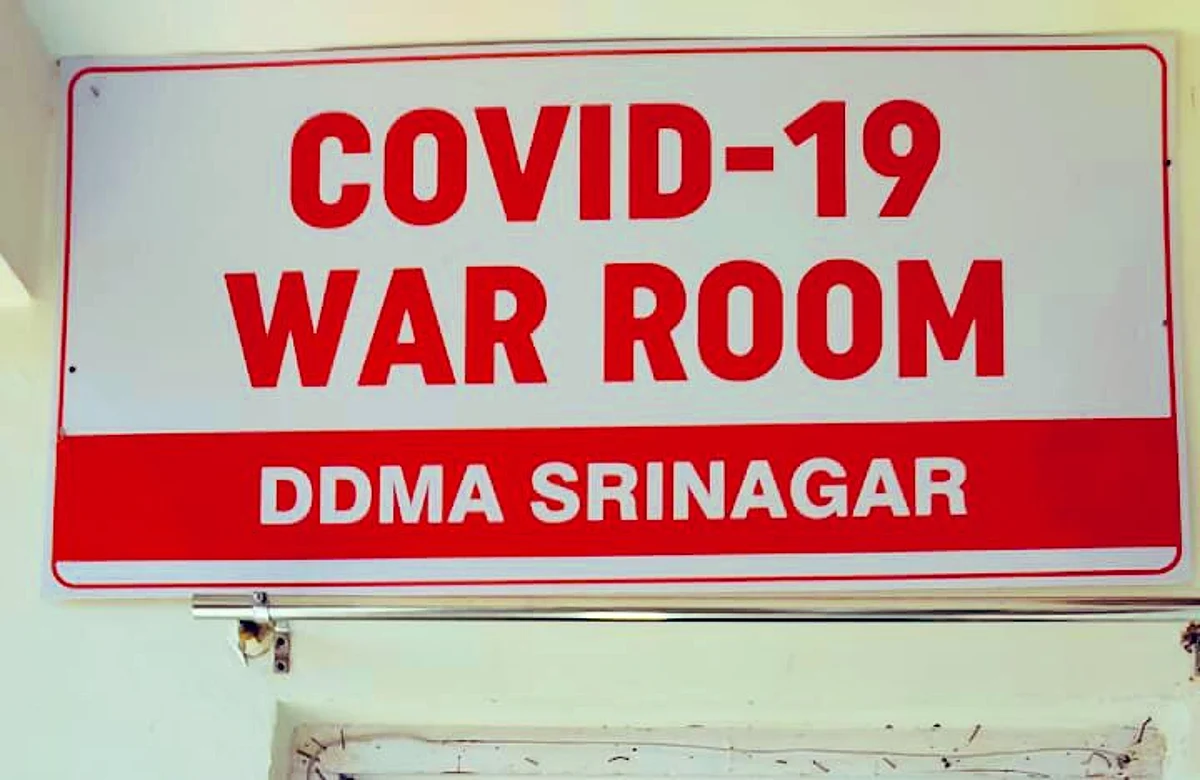 COVID-19
WAR ROOM
DDMA SRINAGAR